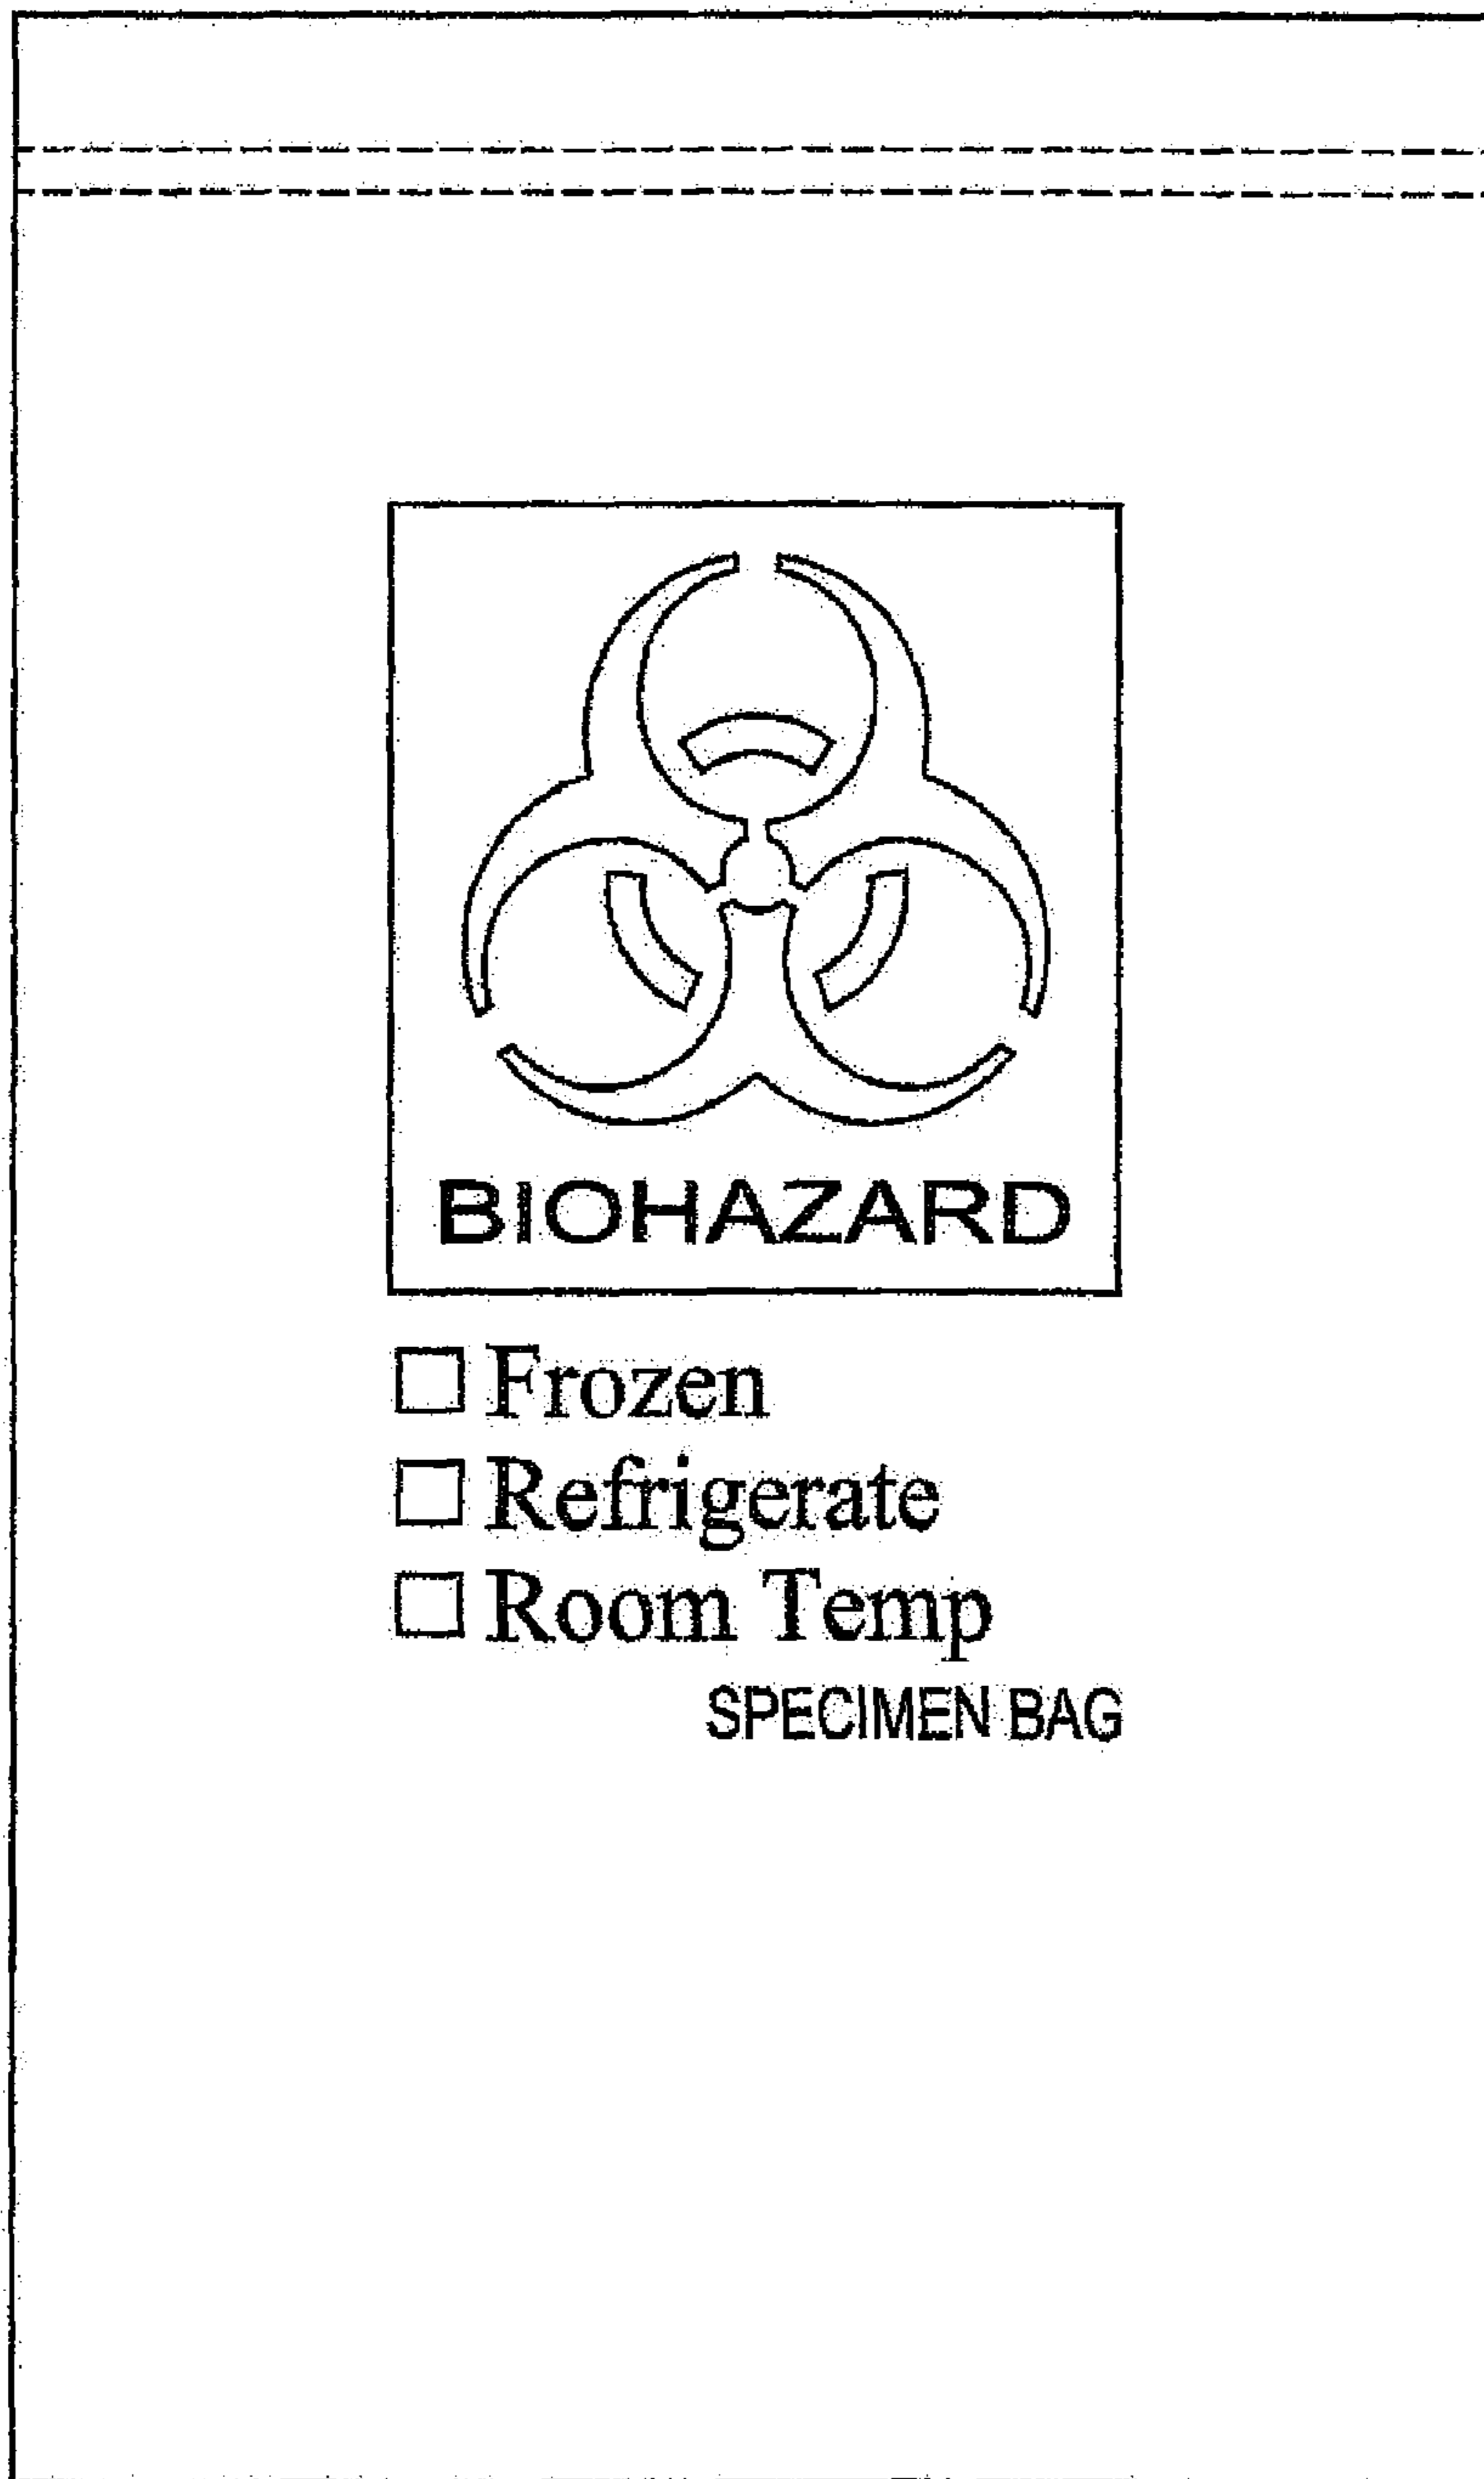 BIOHAZARD
Frozen
Refrigerate
Room Temp
SPECIMEN BAG